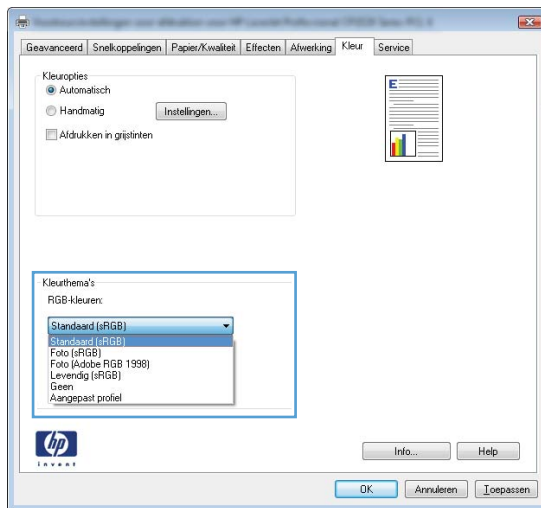 Geavanceerd Snelkoppelingen Papier/Kwaliteit Effecten Afwerking Kleur Service
Kleuropties
Automatisch
Handmatig Instellingen...
Afdrukken in grijstinten
E
Kleurthema's
RGB-kleuren:
Standaard (sRGB)
Standaard (sRGB)
Foto (sRGB)
Foto (Adobe RGB 1998)
Levendig (sRGB)
Geen
Aangepast profiel
hp
invent
Info... Help
OK Annuleren Toepassen